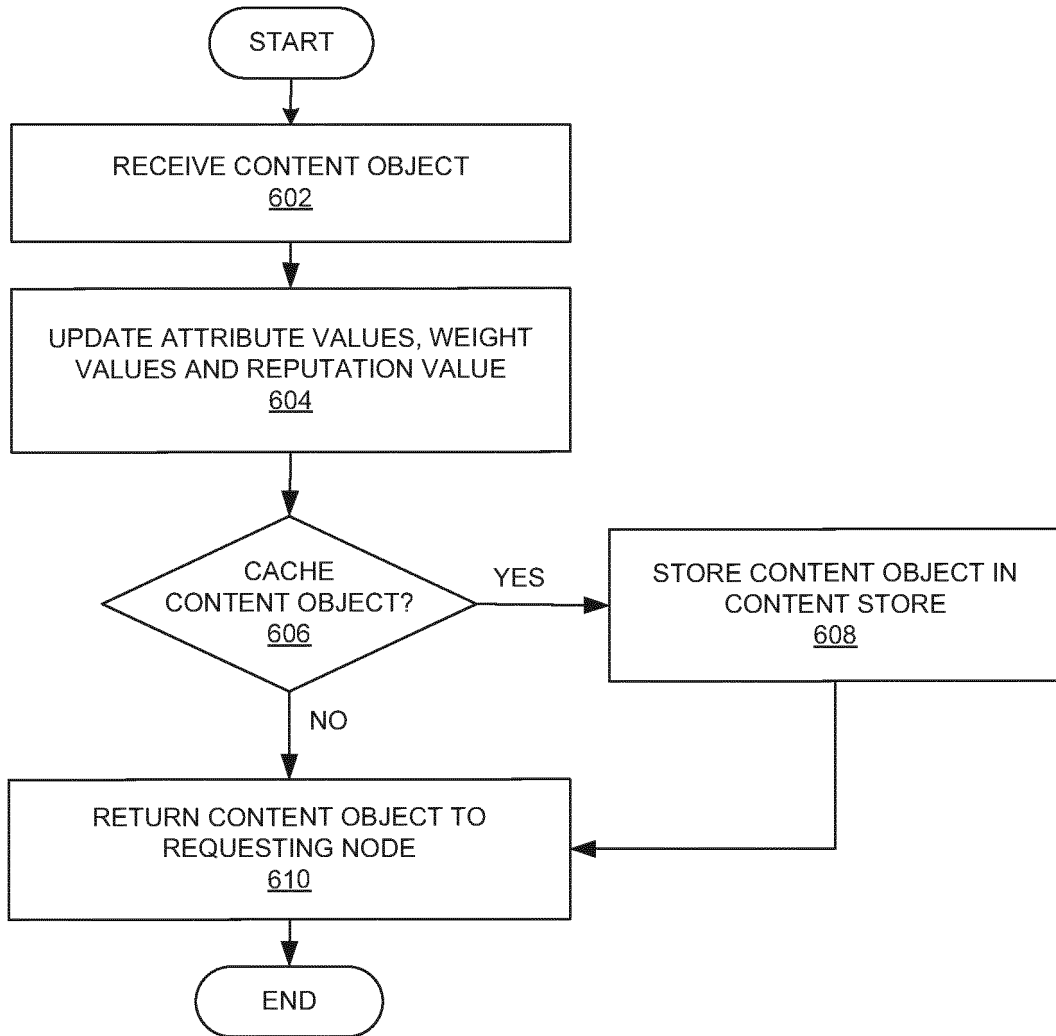 START
RECEIVE CONTENT OBJECT
602
UPDATE ATTRIBUTE VALUES, WEIGHT
VALUES AND REPUTATION VALUE
604
CACHE
CONTENT OBJECT?
606
YES
STORE CONTENT OBJECT IN
CONTENT STORE
608
NO
RETURN CONTENT OBJECT TO
REQUESTING NODE
610
END